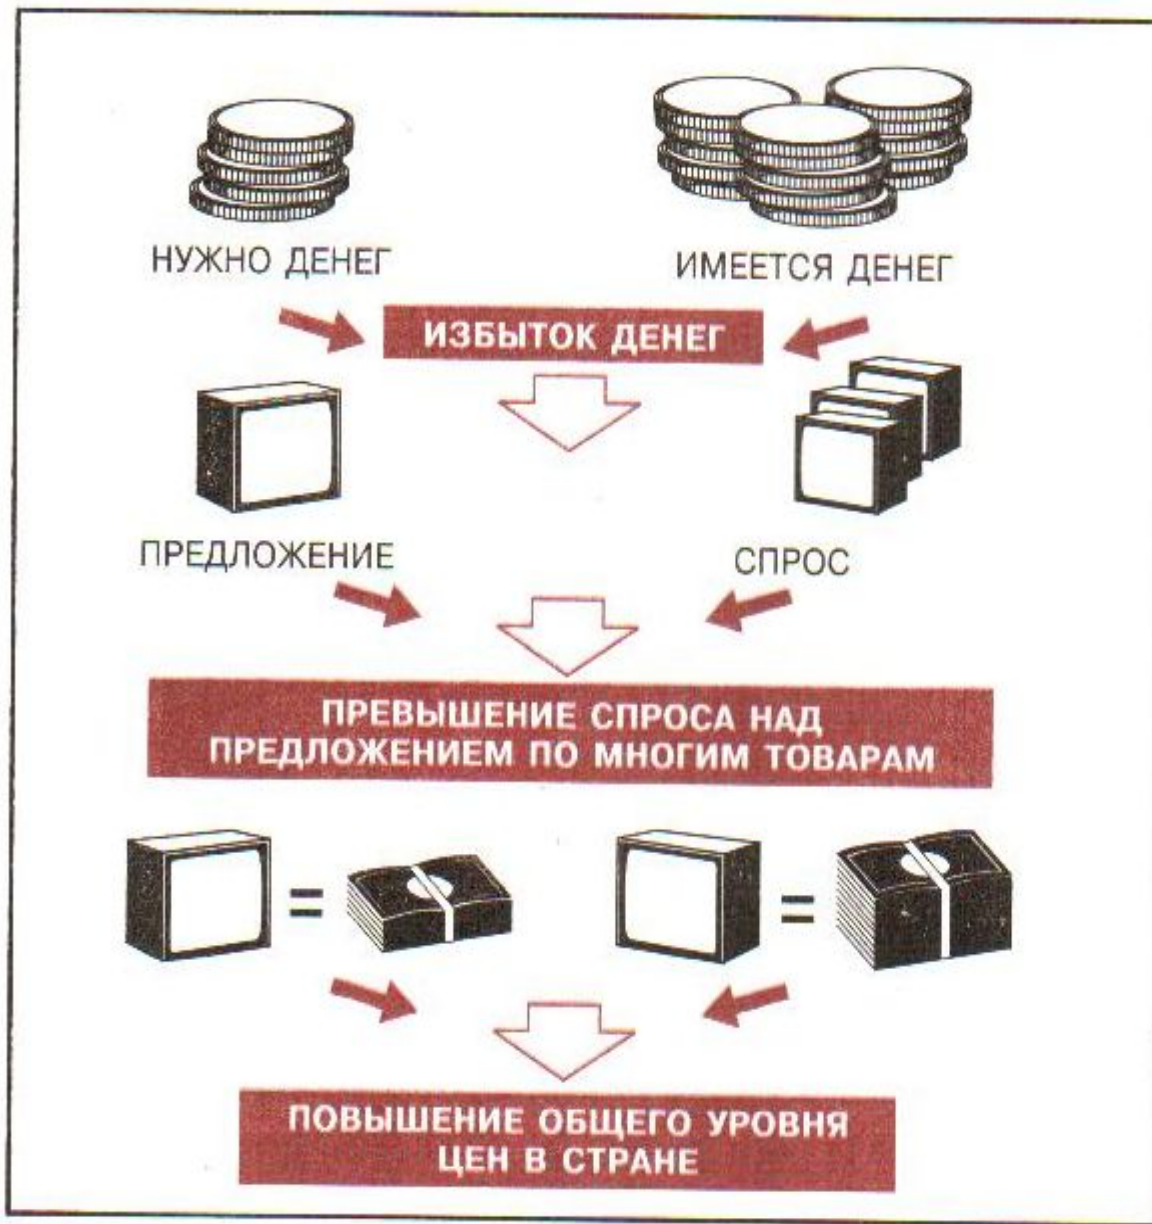 НУЖНО ДЕНЕГ
ИМЕЕТСЯ ДЕНЕГ
ИЗБЫТОК ДЕНЕГ
ПРЕДЛОЖЕНИЕ
СПРОС
ПРЕВЫШЕНИЕ СПРОСА НАД
ПРЕДЛОЖЕНИЕМ ПО МНОГИМ ТОВАРАМ
=
=
ПОВЫШЕНИЕ ОБЩЕГО УРОВНЯ
ЦЕН В СТРАНЕ